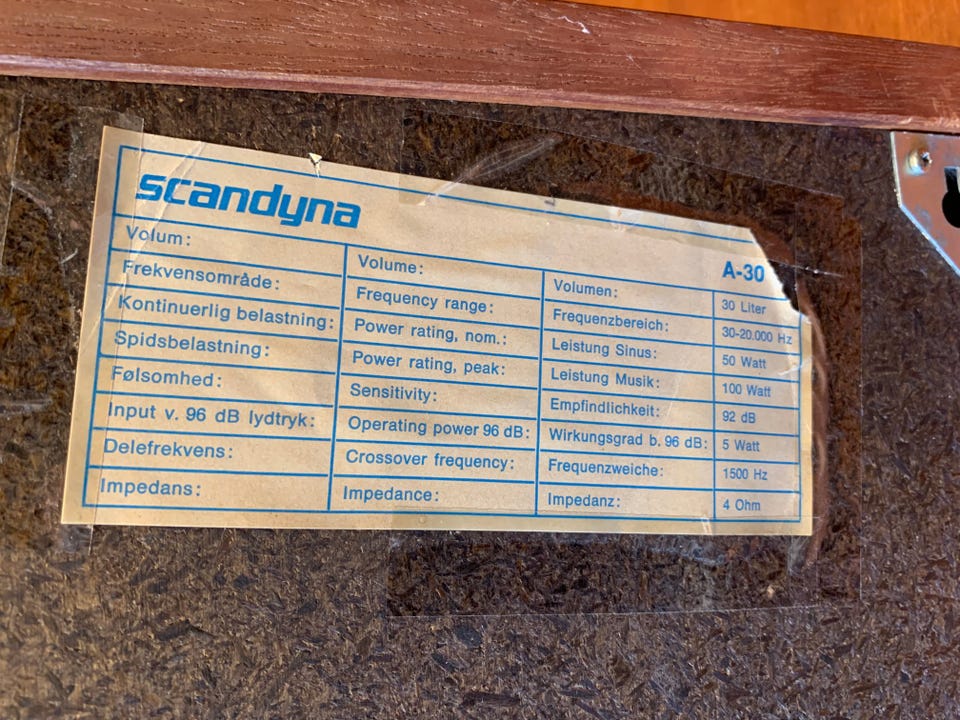 scandyna
A-30
Volum: Volume: Volumen: 30 Liter
Frekvensområde: Frequency range: Frequenzbereich: 30-20.000 Hz
Kontinuerlig belastning: Power rating, nom.: Leistung Sinus: 50 Watt
Spidsbelastning: Power rating, peak: Leistung Musik: 100 Watt
Følsomhed: Sensitivity: Empfindlichkeit: 92 dB
Input v. 96 dB lydtryk: Operating power 96 dB: Wirkungsgrad b. 96 dB: 5 Watt
Delefrekvens: Crossover frequency: Frequenzweiche: 1500 Hz
Impedans: Impedance: Impedanz: 4 Ohm